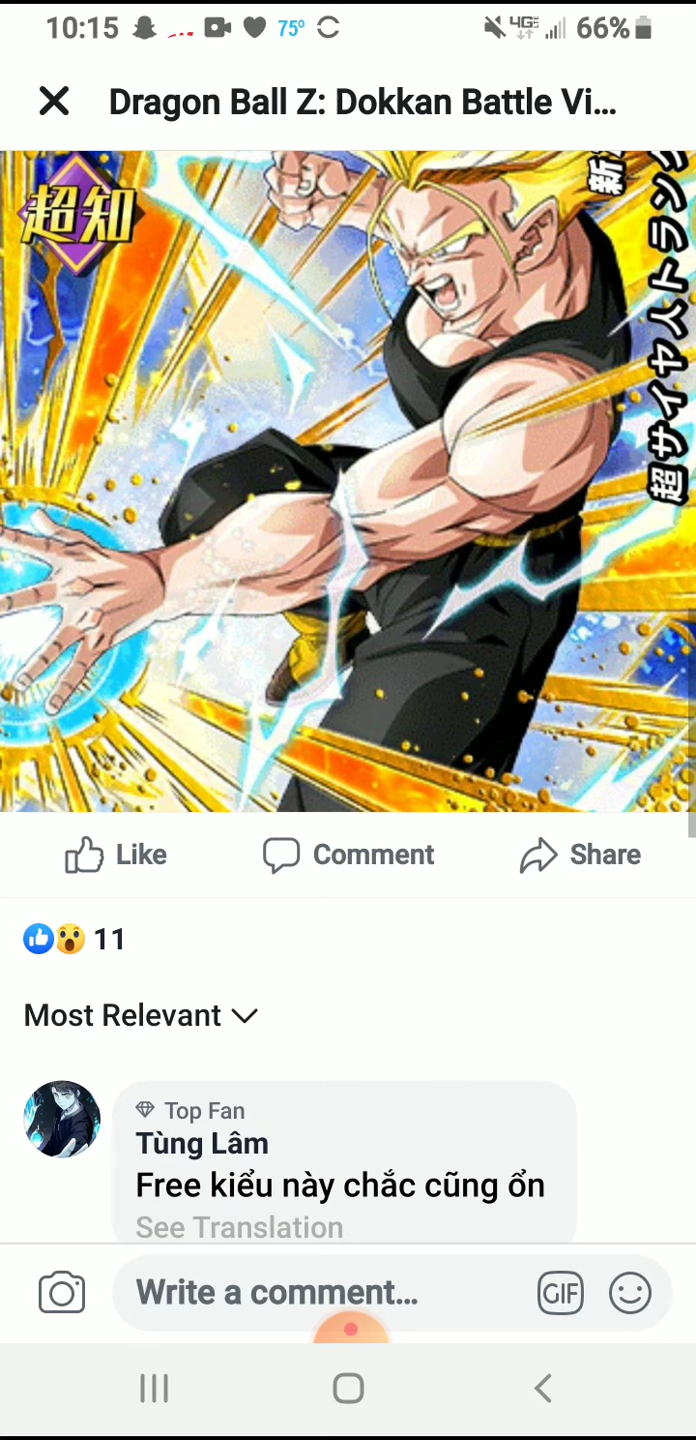 10:15
75°
4GE
66%
Dragon Ball Z: Dokkan Battle Vi...
超知
超サイヤ人トランク
新
Like
Comment
Share
11
Most Relevant
Top Fan
Tùng Lâm
Free kiểu này chắc cũng ổn
See Translation
Write a comment...
GIF